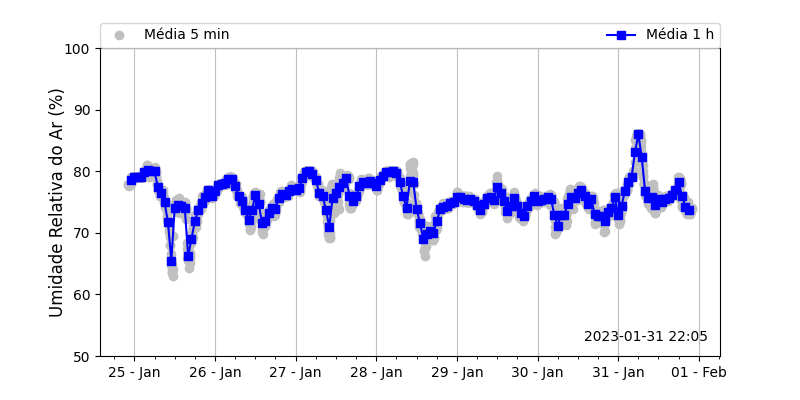 Média 5 min
Média 1 h
Umidade Relativa do Ar (%)
100
90
80
70
60
50
2023-01-31 22:05
25 - Jan
26 - Jan
27 - Jan
28 - Jan
29 - Jan
30 - Jan
31 - Jan
01 - Feb